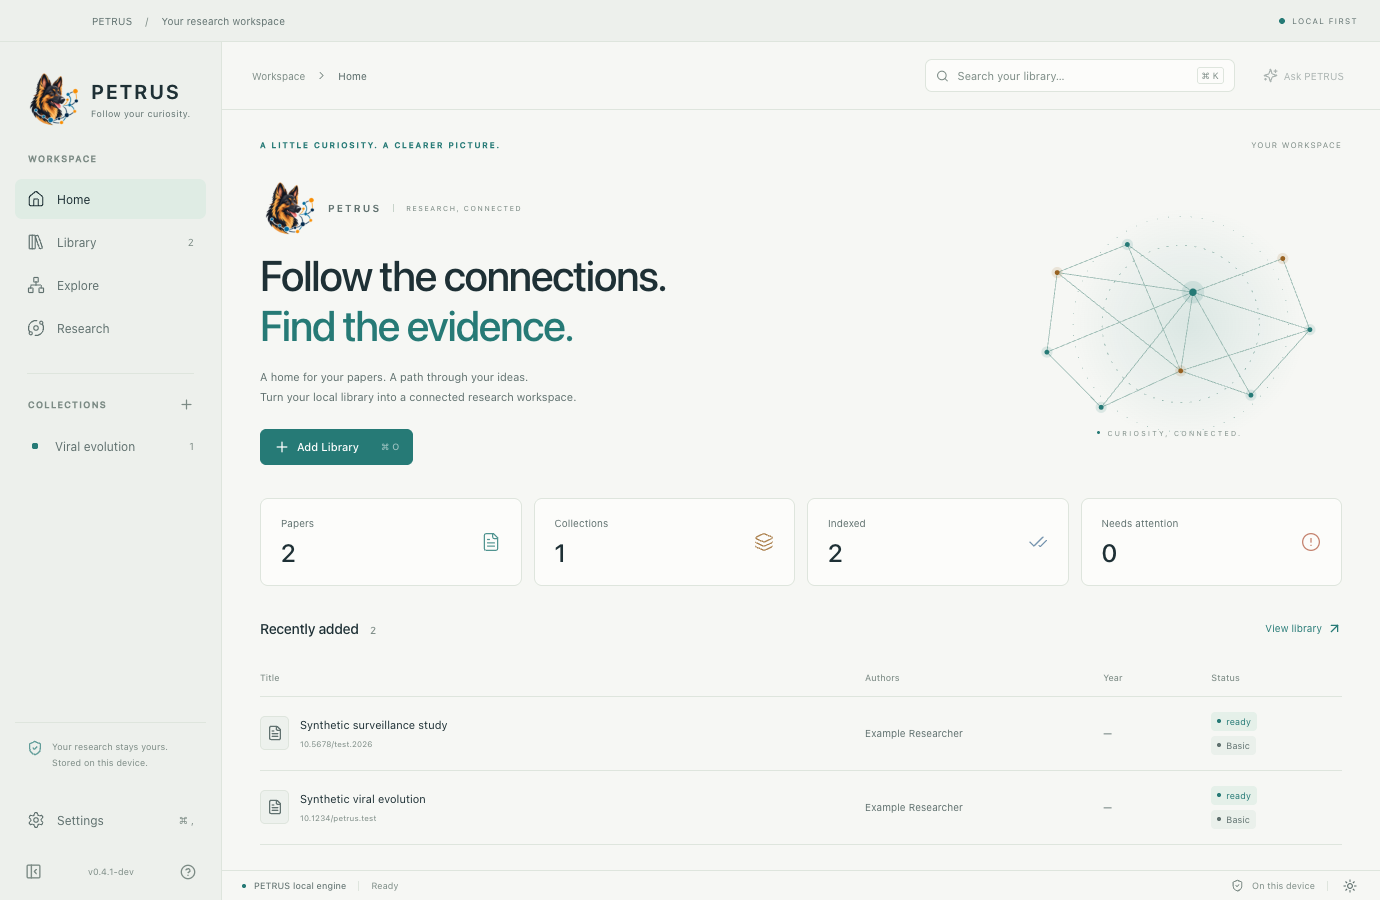 PETRUS / Your research workspace
LOCAL FIRST
PETRUS
Follow your curiosity.
WORKSPACE
Home
Library 2
Explore
Research
COLLECTIONS
Viral evolution 1
Your research stays yours.
Stored on this device.
Settings ⌘ ,
v0.4.1-dev
Workspace > Home
Search your library... ⌘ K
Ask PETRUS
A LITTLE CURIOSITY. A CLEARER PICTURE.
YOUR WORKSPACE
PETRUS | RESEARCH, CONNECTED
Follow the connections.
Find the evidence.
A home for your papers. A path through your ideas.
Turn your local library into a connected research workspace.
Add Library ⌘ O
CURIOSITY, CONNECTED.
Papers
2
Collections
1
Indexed
2
Needs attention
0
Recently added 2
View library
Title Authors Year Status
Synthetic surveillance study
10.5678/test.2026
Example Researcher
—
ready
Basic
Synthetic viral evolution
10.1234/petrus.test
Example Researcher
—
ready
Basic
PETRUS local engine | Ready
On this device